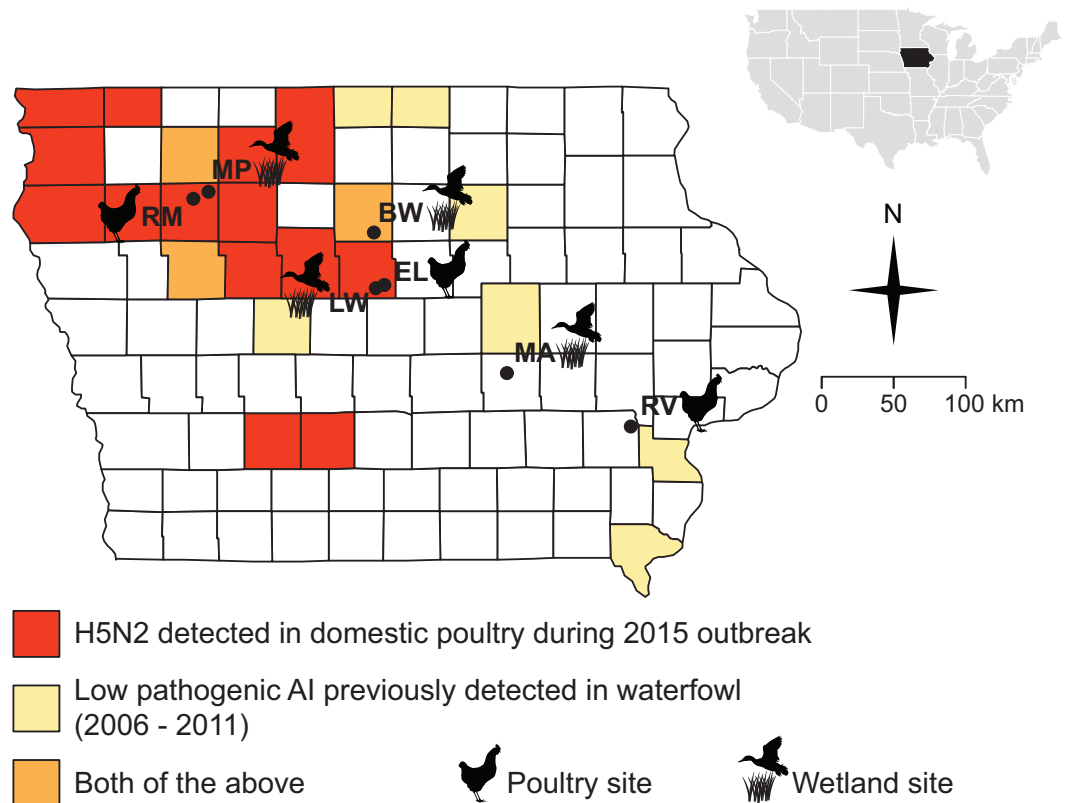 MP
RM
BW
N
EL
LW
MA
0 50 100 km
RV
H5N2 detected in domestic poultry during 2015 outbreak
Low pathogenic AI previously detected in waterfowl
(2006 - 2011)
Both of the above
Poultry site
Wetland site